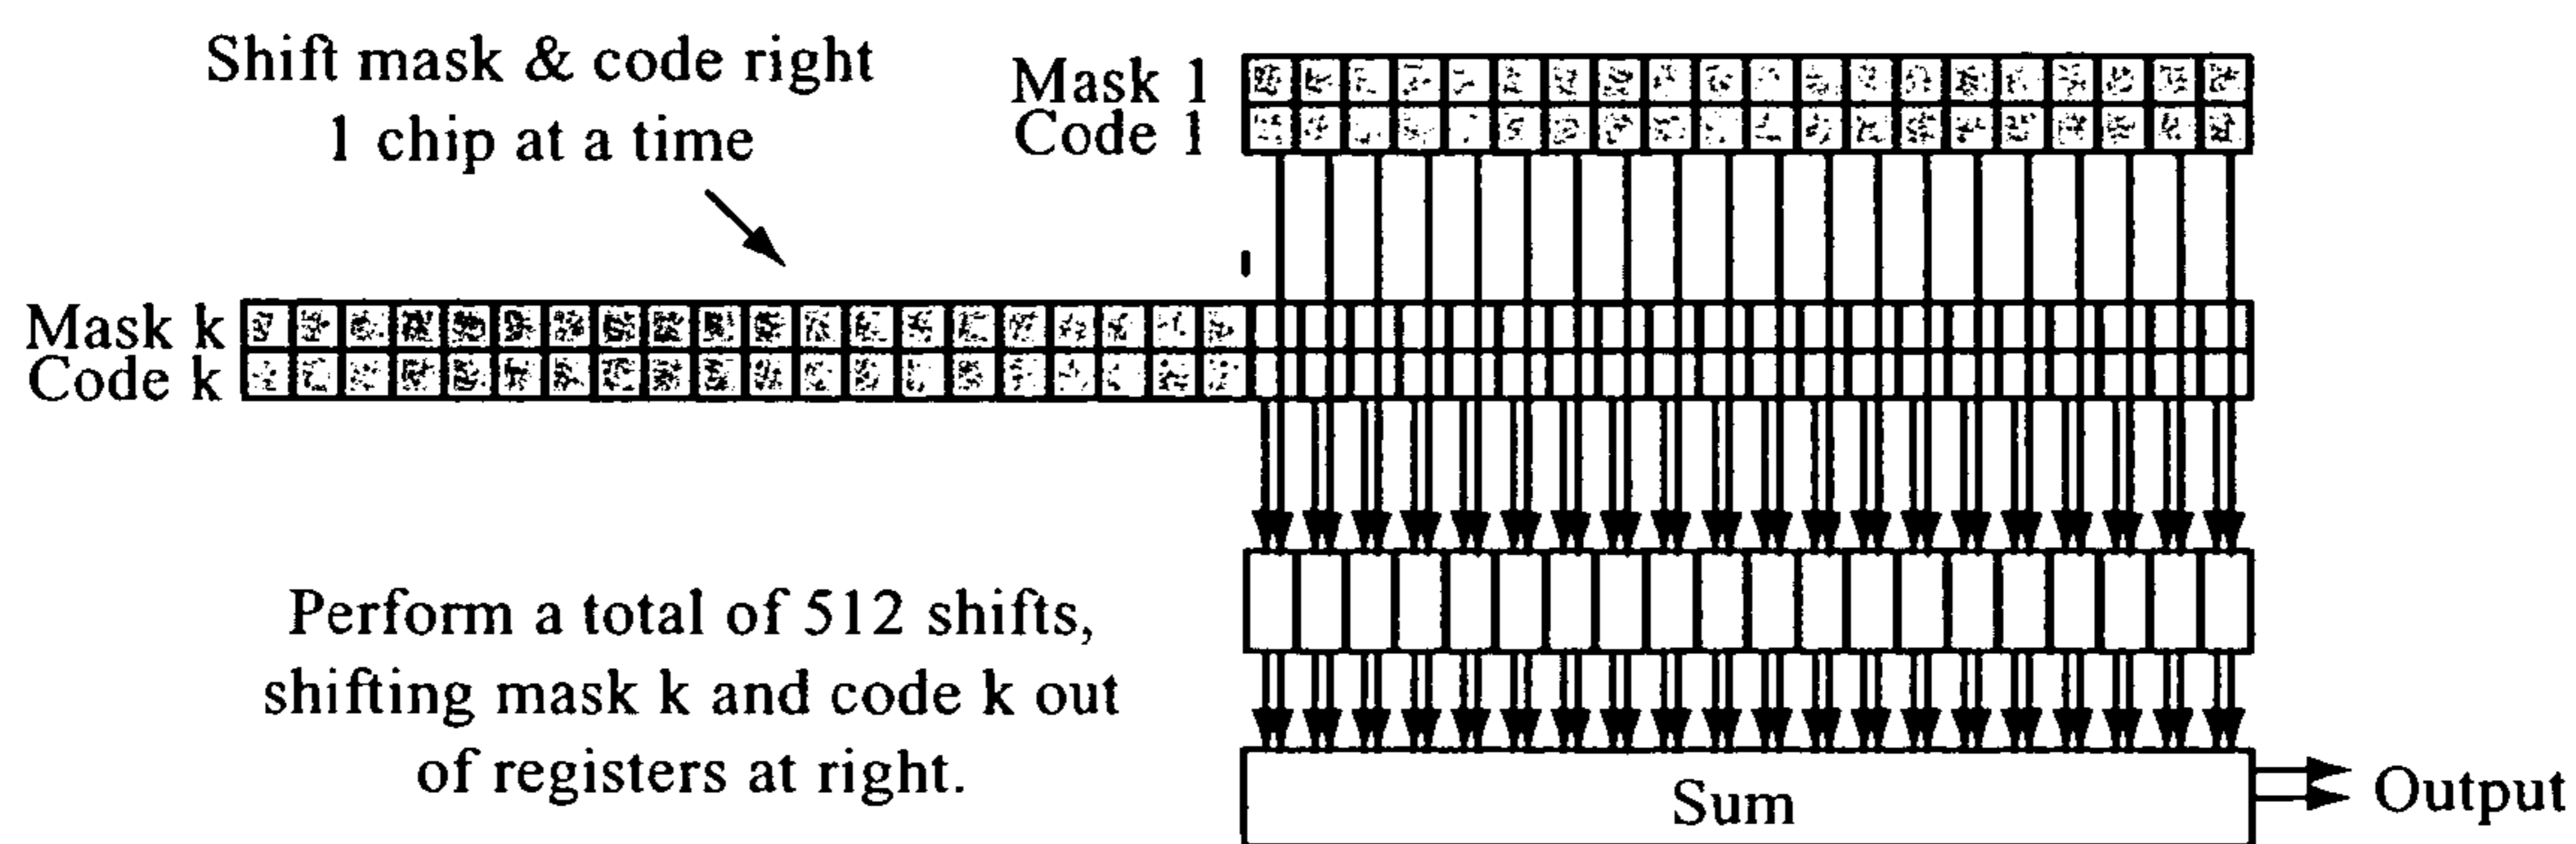 Shift mask & code right
1 chip at a time
Mask 1
Code 1
Mask k
Code k
Perform a total of 512 shifts,
shifting mask k and code k out
of registers at right.
Sum
Output